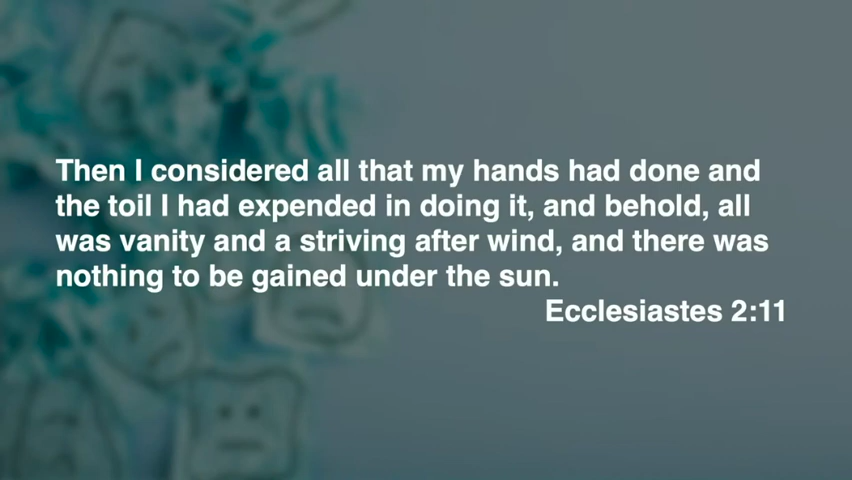 Then I considered all that my hands had done and
the toil I had expended in doing it, and behold, all
was vanity and a striving after wind, and there was
nothing to be gained under the sun.
Ecclesiastes 2:11